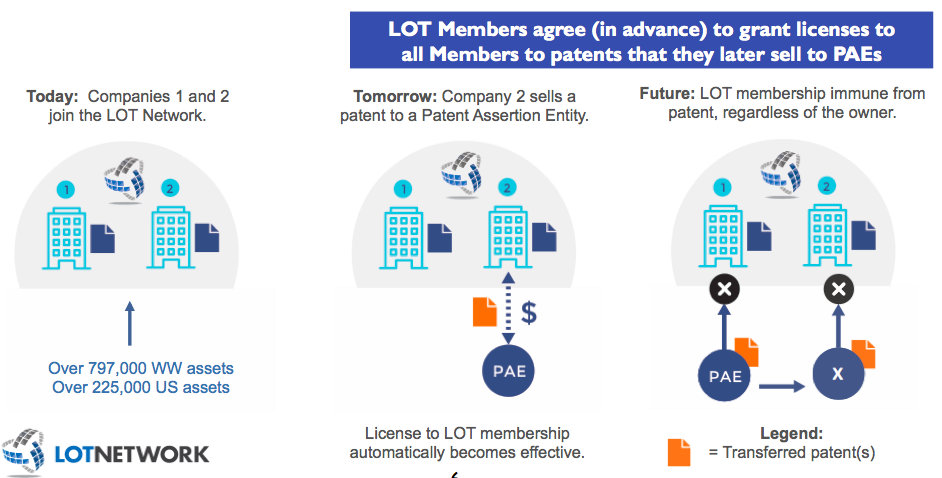 LOT Members agree (in advance) to grant licenses to
all Members to patents that they later sell to PAEs
Today: Companies 1 and 2
join the LOT Network.
1
2
Over 797,000 WW assets
Over 225,000 US assets
LOTNETWORK
Tomorrow: Company 2 sells a
patent to a Patent Assertion Entity.
1
2
$
PAE
License to LOT membership
automatically becomes effective.
Future: LOT membership immune from
patent, regardless of the owner.
1
2
PAE
X
Legend:
= Transferred patent(s)